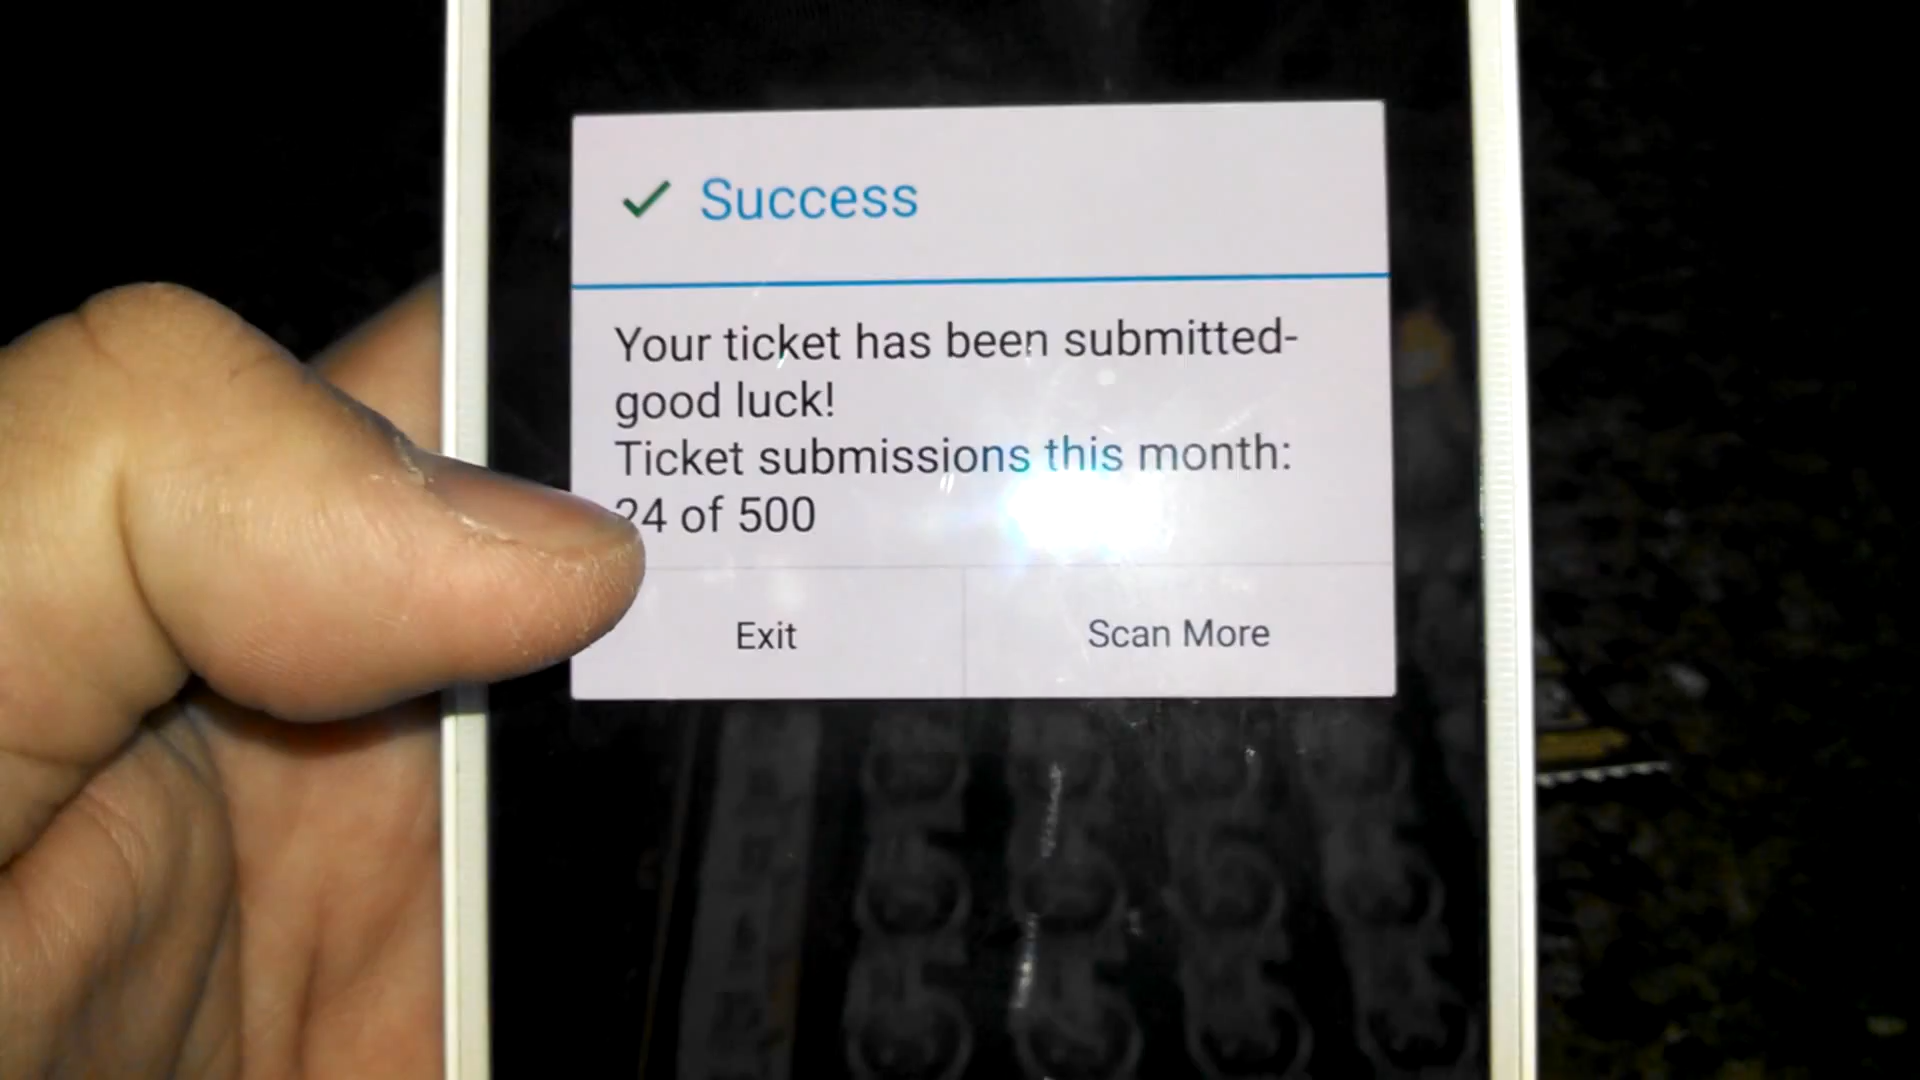 Success
Your ticket has been submitted-
good luck!
Ticket submissions this month:
24 of 500
Exit
Scan More